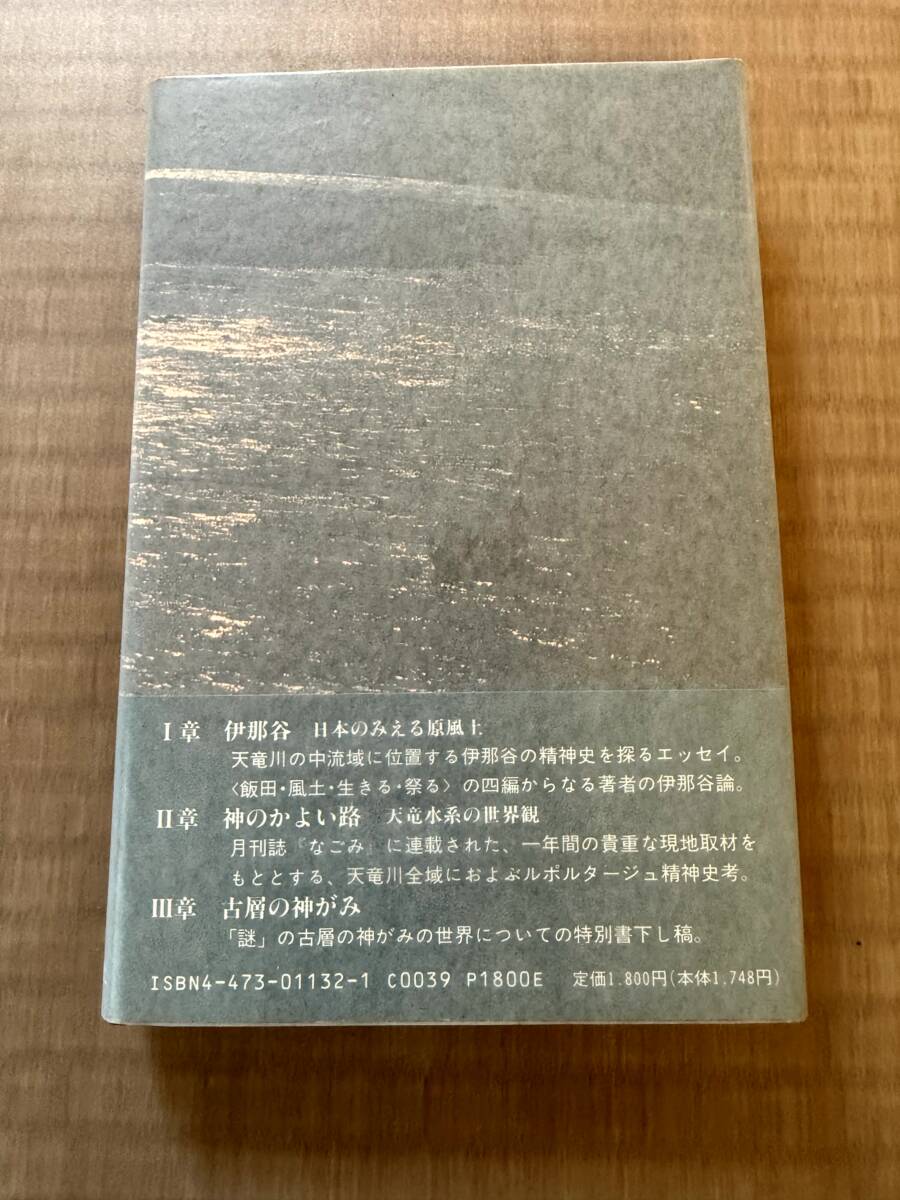 I章 伊那谷 日本のみえる原風土
天竜川の中流域に位置する伊那谷の精神史を探るエッセイ。
〈飯田・風土・生きる・祭る〉の四編からなる著者の伊那谷論。
II章 神のかよい路 天竜水系の世界観
月刊誌『なごみ』に連載された、一年間の貴重な現地取材を
もととする、天竜川全域におよぶルポルタージュ精神史考。
III章 古層の神がみ
「謎」の古層の神がみの世界についての特別書下し稿。
ISBN4-473-01132-1 C0039 P1800E 定価1.800円(本体1.748円)